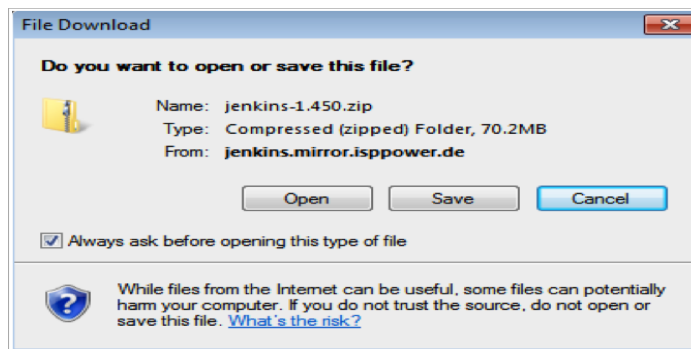 File Download
Do you want to open or save this file?
Name: jenkins-1.450.zip
Type: Compressed (zipped) Folder, 70.2MB
From: jenkins.mirror.isppower.de
Open Save Cancel
Always ask before opening this type of file
While files from the Internet can be useful, some files can potentially
harm your computer. If you do not trust the source, do not open or
save this file. What's the risk?